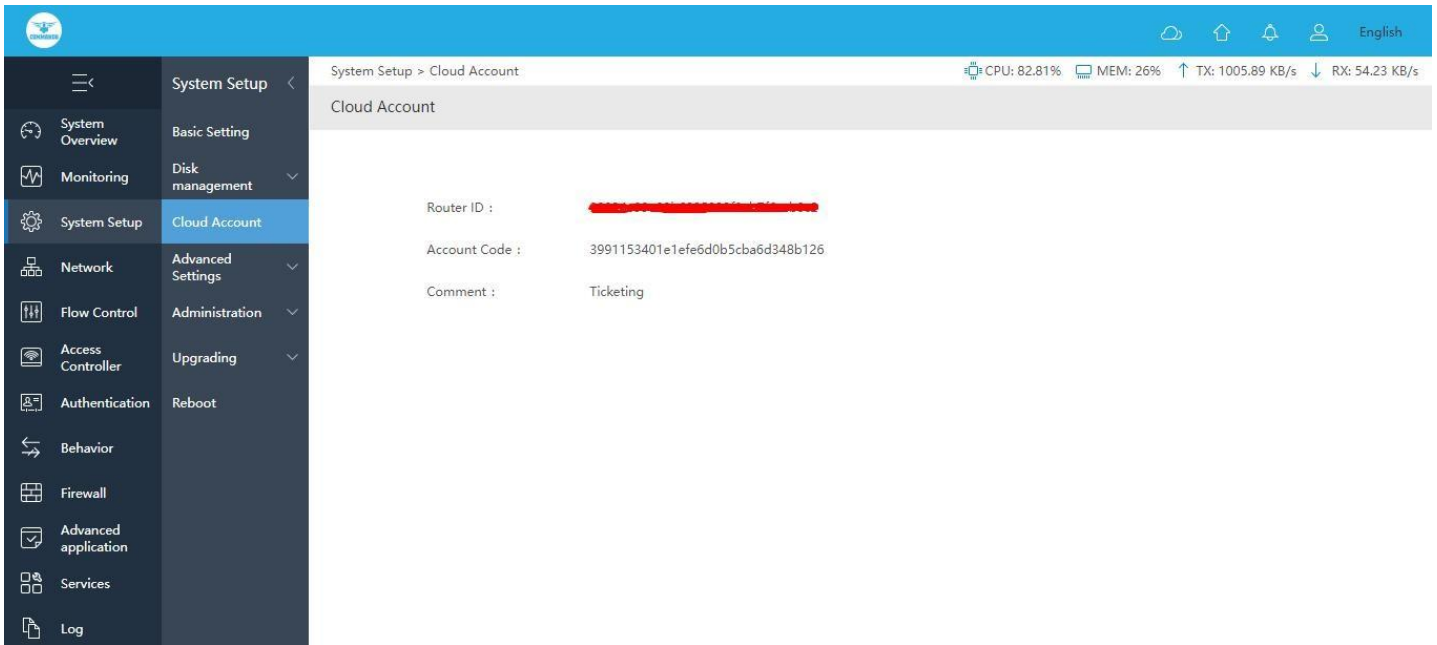 COMMANDO
English
System Setup
System Setup > Cloud Account
CPU: 82.81%
MEM: 26%
TX: 1005.89 KB/s
RX: 54.23 KB/s
Cloud Account
System
Overview
Monitoring
System Setup
Network
Flow Control
Access
Controller
Authentication
Behavior
Firewall
Advanced
application
Services
Log
Basic Setting
Disk
management
Cloud Account
Advanced
Settings
Administration
Upgrading
Reboot
Router ID :
Account Code : 3991153401e1efe6d0b5cba6d348b126
Comment : Ticketing